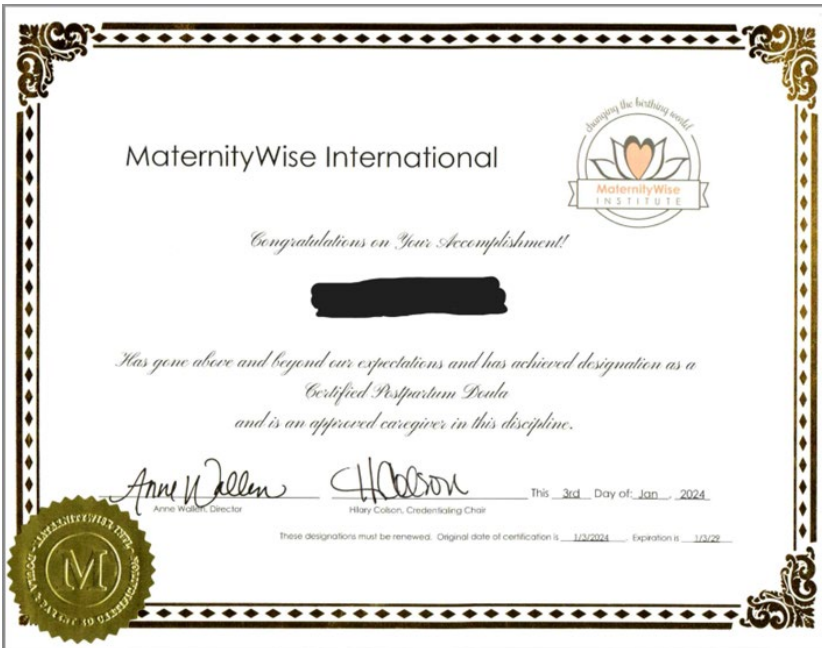 changing the birthing world
MaternityWise International
MaternityWise
INSTITUTE
Congratulations on Your Accomplishment!
Has gone above and beyond our expectations and has achieved designation as a
Certified Postpartum Doula
and is an approved caregiver in this discipline.
Anne Wallen HColson This 3rd Day of: Jan , 2024
Anne Wallen, Director Hilary Colson, Credentialing Chair
These designations must be renewed. Original date of certification is 1/3/2024 . Expiration is 1/3/29
MATERNITYWISE INTL
M